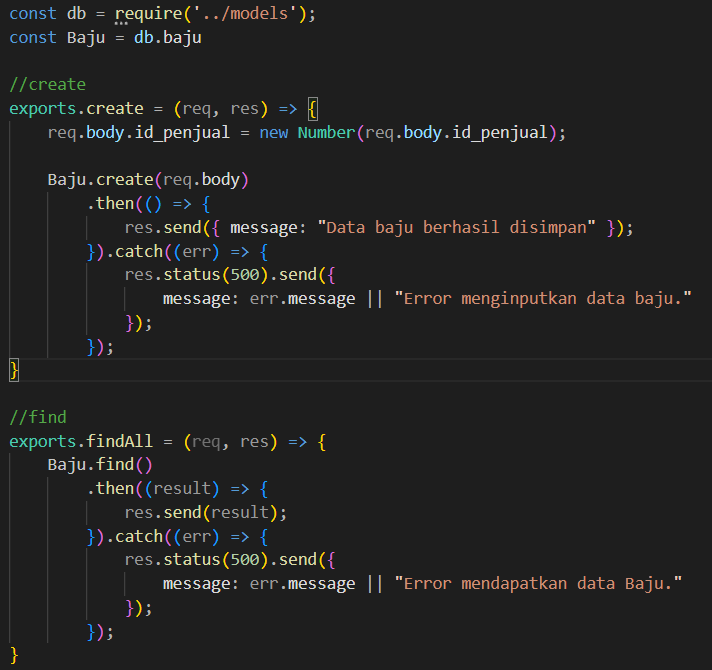 const db = require('../models');
const Baju = db.baju
//create
exports.create = (req, res) => {
    req.body.id_penjual = new Number(req.body.id_penjual);
    Baju.create(req.body)
        .then(() => {
            res.send({ message: "Data baju berhasil disimpan" });
        }).catch((err) => {
            res.status(500).send({
                message: err.message || "Error menginputkan data baju."
            });
        });
}
//find
exports.findAll = (req, res) => {
    Baju.find()
        .then((result) => {
            res.send(result);
        }).catch((err) => {
            res.status(500).send({
                message: err.message || "Error mendapatkan data Baju."
            });
        });
}